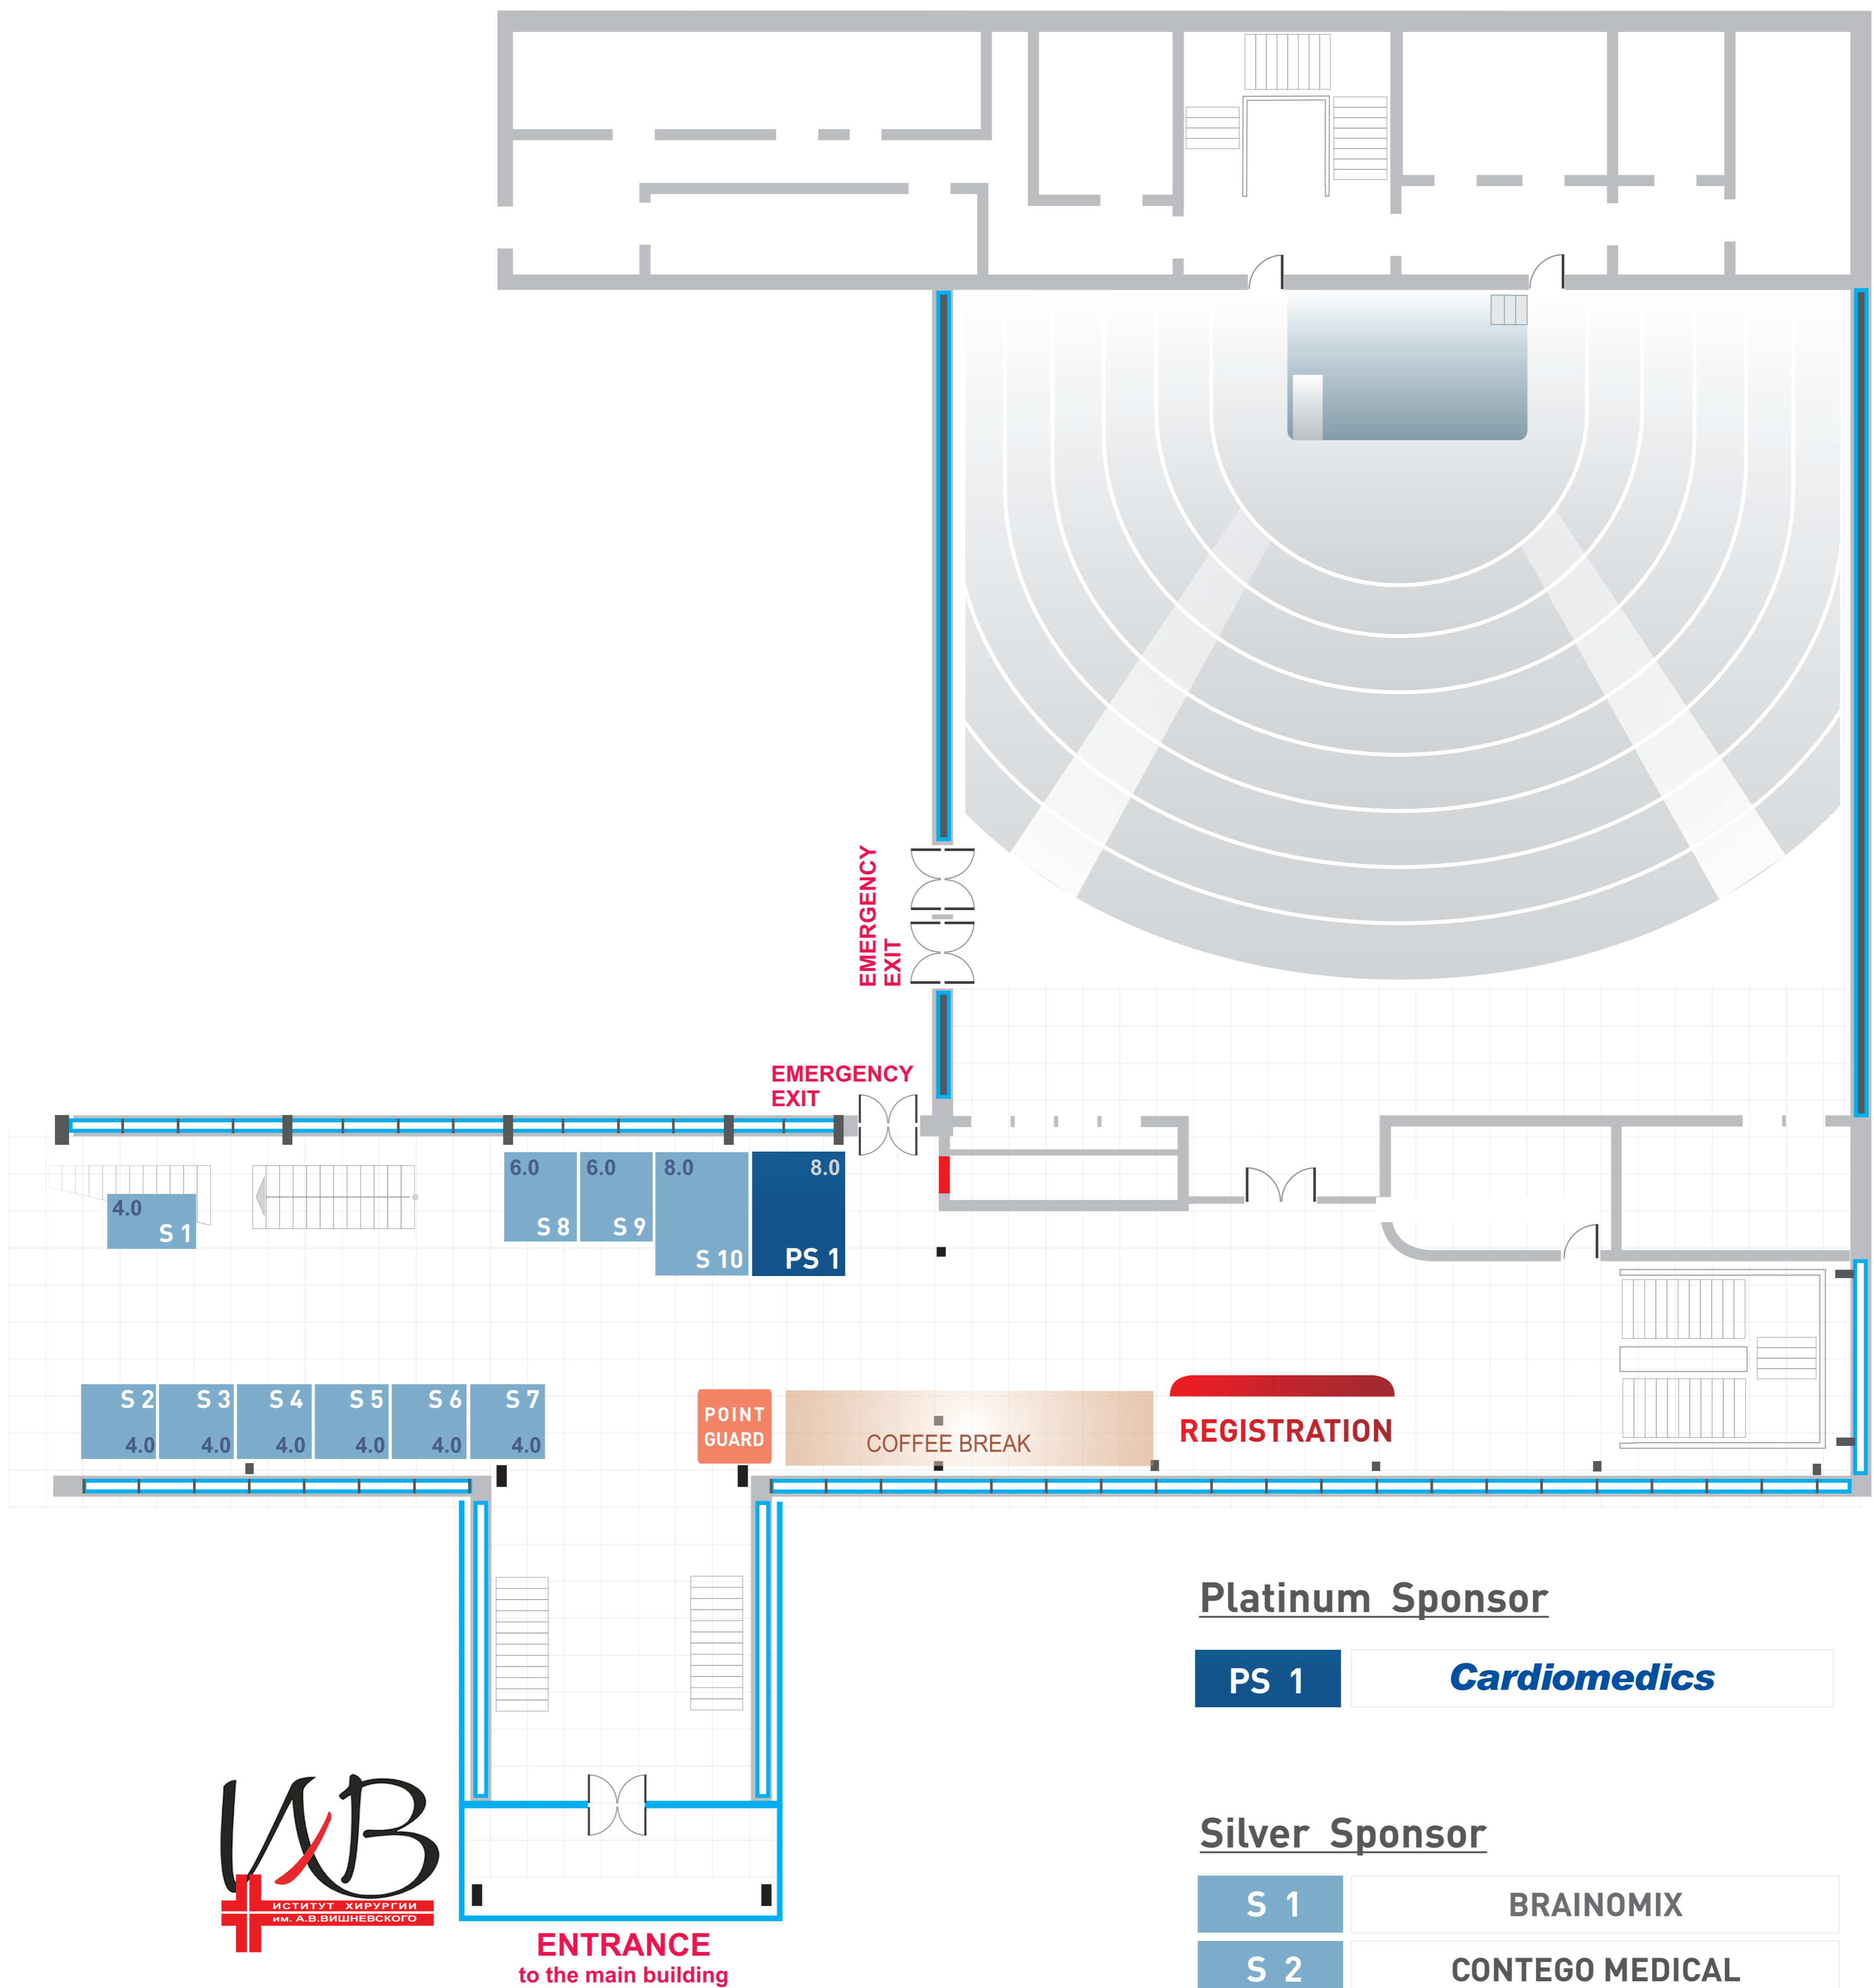 EMERGENCY
EXIT
EMERGENCY
EXIT
6.0
6.0
8.0
8.0
4.0
S 1
S 8
S 9
S 10
PS 1
S 2
S 3
S 4
S 5
S 6
S 7
4.0
4.0
4.0
4.0
4.0
4.0
POINT
GUARD
COFFEE BREAK
REGISTRATION
Platinum Sponsor
PS 1
Cardiomedics
Silver Sponsor
S 1
BRAINOMIX
S 2
CONTEGO MEDICAL
ИСТИТУТ ХИРУРГИИ
им. А.В.ВИШНЕВСКОГО
ENTRANCE
to the main building